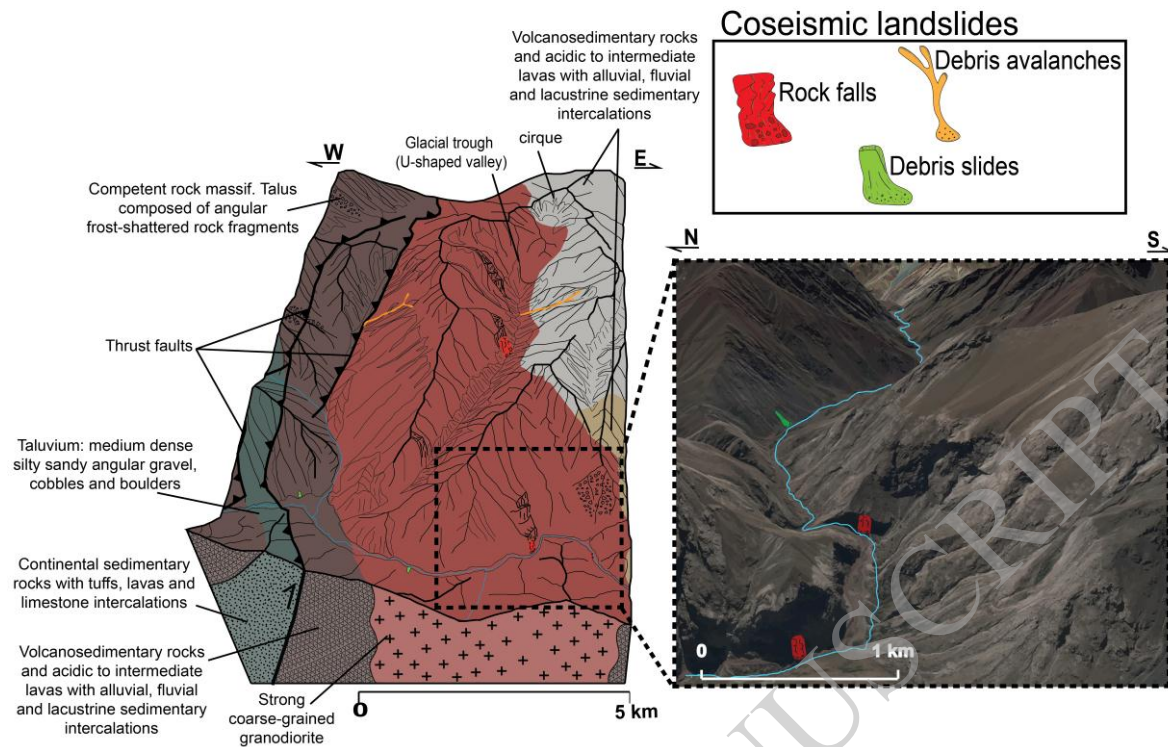 Coseismic landslides
Rock falls
Debris avalanches
Debris slides
Volcanosedimentary rocks
and acidic to intermediate
lavas with alluvial, fluvial
and lacustrine sedimentary
intercalations
cirque
Glacial trough
(U-shaped valley)
W
E
Competent rock massif. Talus
composed of angular
frost-shattered rock fragments
Thrust faults
Taluvium: medium dense
silty sandy angular gravel,
cobbles and boulders
Continental sedimentary
rocks with tuffs, lavas and
limestone intercalations
Volcanosedimentary rocks
and acidic to intermediate
lavas with alluvial, fluvial
and lacustrine sedimentary
intercalations
Strong
coarse-grained
granodiorite
0
5 km
N
S
0
1 km
NUSCRIPT